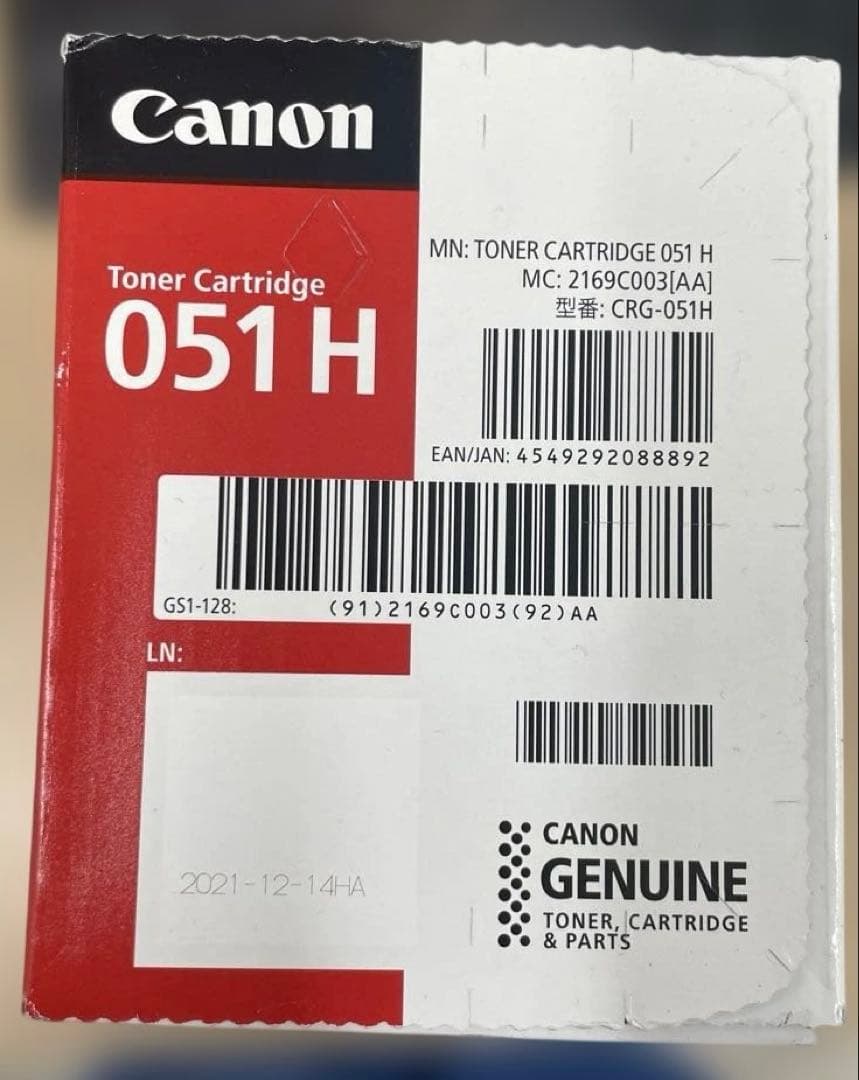 Canon
Toner Cartridge
051 H
MN: TONER CARTRIDGE 051 H
MC: 2169C003[AA]
型番: CRG-051H
EAN/JAN: 4549292088892
GS1-128: (91)2169C003(92)AA
LN:
2021-12-14HA
CANON
GENUINE
TONER, CARTRIDGE
& PARTS